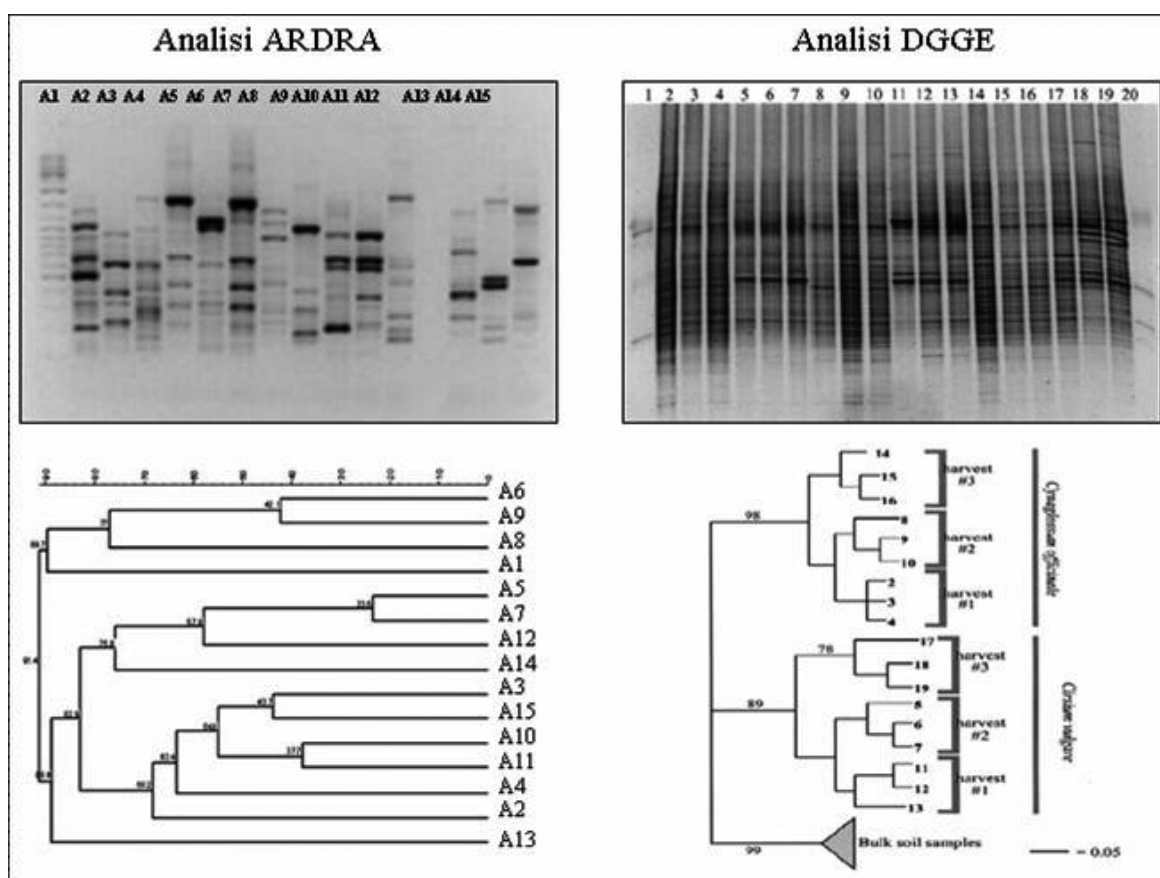 Analisi ARDRA
A1 A2 A3 A4 A5 A6 A7 A8 A9 A10 A11 A12 A13 A14 A15
A6
A9
A8
A1
A5
A7
A12
A14
A3
A15
A10
A11
A4
A2
A13
Analisi DGGE
1 2 3 4 5 6 7 8 9 10 11 12 13 14 15 16 17 18 19 20
14
15
16
harvest
#3
8
9
10
harvest
#2
2
3
4
harvest
#1
98
Cynoglossum officinale
17
18
19
harvest
#3
78
5
6
7
harvest
#2
89
11
12
13
harvest
#1
Cirsium vulgare
99
Bulk soil samples
= 0.05